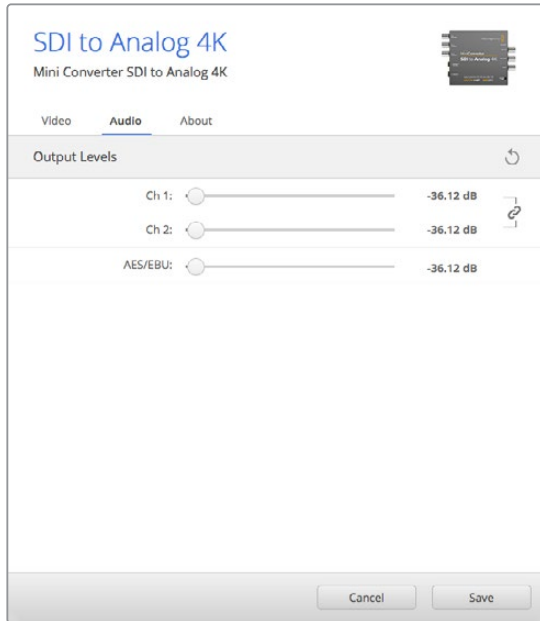 SDI to Analog 4K
Mini Converter SDI to Analog 4K
Video Audio About
Output Levels
Ch 1: -36.12 dB
Ch 2: -36.12 dB
AES/EBU: -36.12 dB
Cancel Save